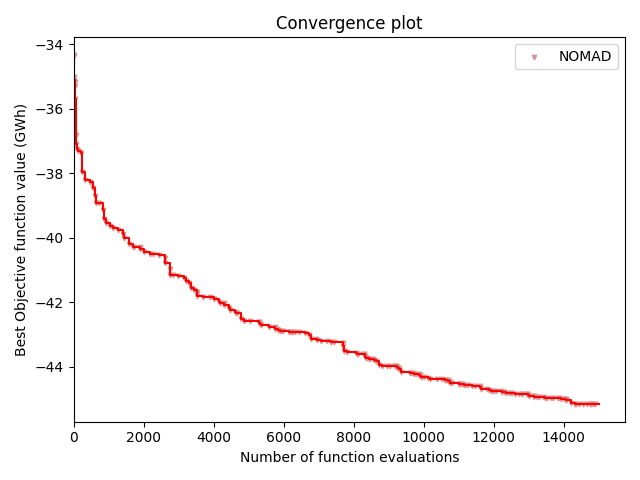 Convergence plot
NOMAD
Best Objective function value (GWh)
−34
−36
−38
−40
−42
−44
0 2000 4000 6000 8000 10000 12000 14000
Number of function evaluations